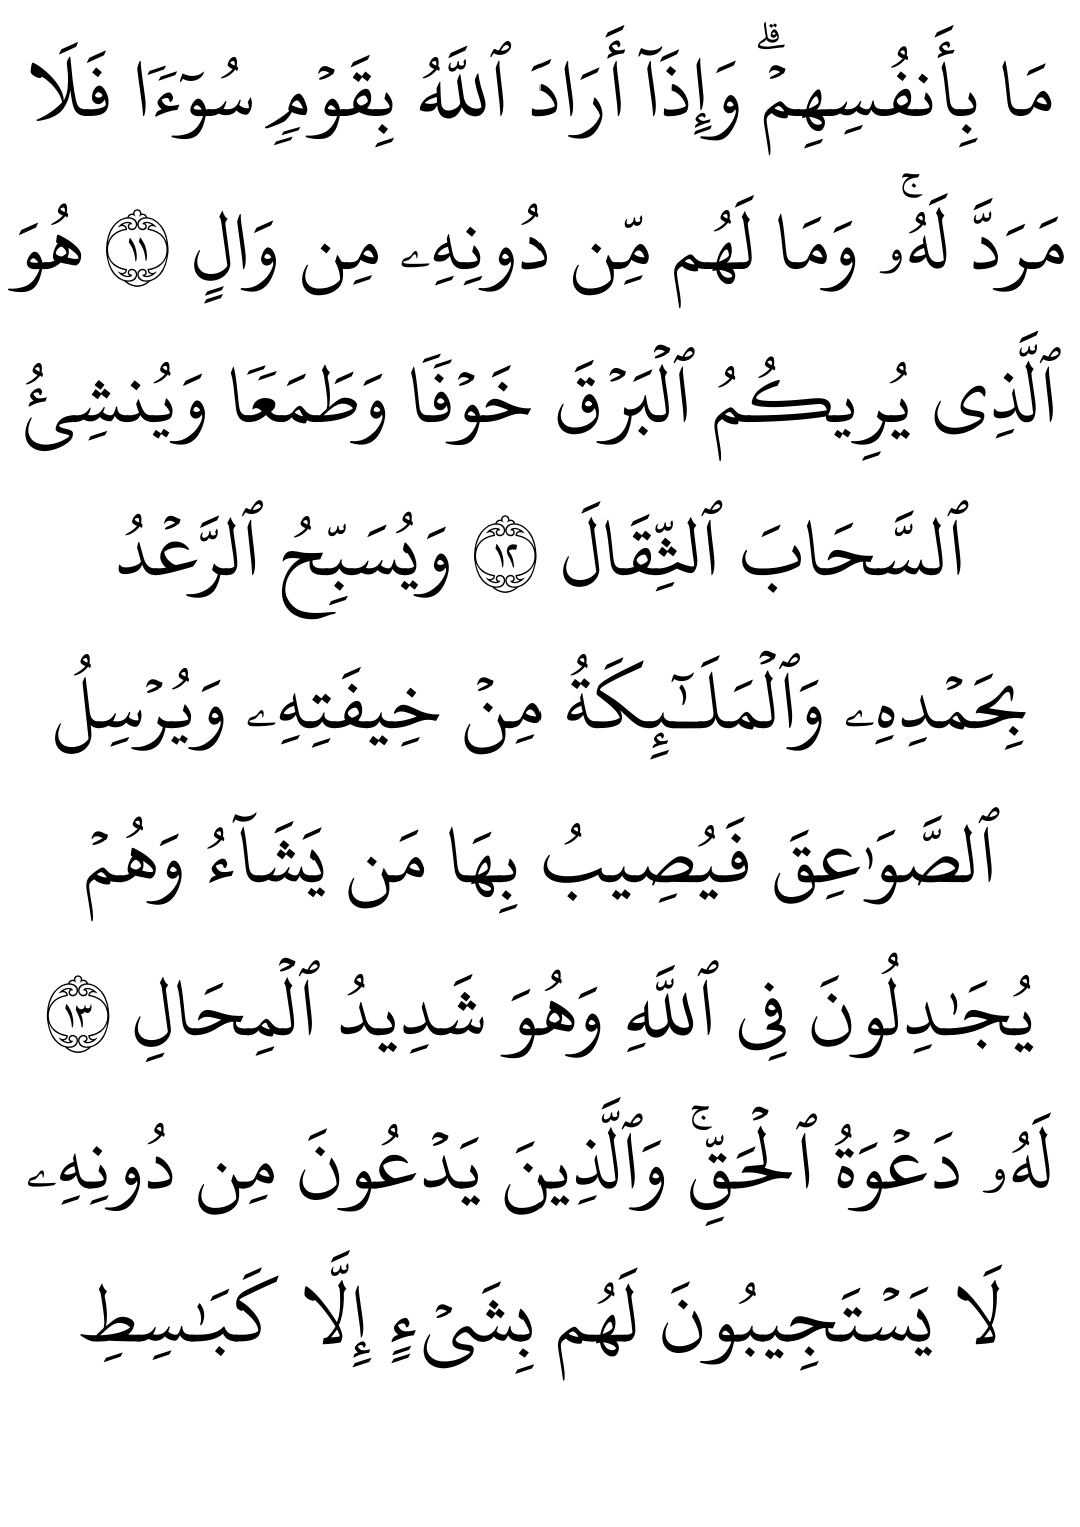 مَا بِأَنفُسِهِمۡۗ وَإِذَآ أَرَادَ ٱللَّهُ بِقَوۡمٖ سُوٓءٗا فَلَا
مَرَدَّ لَهُۥۚ وَمَا لَهُم مِّن دُونِهِۦ مِن وَالٍ ١١ هُوَ
ٱلَّذِي يُرِيكُمُ ٱلۡبَرۡقَ خَوۡفٗا وَطَمَعٗا وَيُنشِئُ
ٱلسَّحَابَ ٱلثِّقَالَ ١٢ وَيُسَبِّحُ ٱلرَّعۡدُ
بِحَمۡدِهِۦ وَٱلۡمَلَـٰٓئِكَةُ مِنۡ خِيفَتِهِۦ وَيُرۡسِلُ
ٱلصَّوَٰعِقَ فَيُصِيبُ بِهَا مَن يَشَآءُ وَهُمۡ
يُجَـٰدِلُونَ فِي ٱللَّهِ وَهُوَ شَدِيدُ ٱلۡمِحَالِ ١٣
لَهُۥ دَعۡوَةُ ٱلۡحَقِّۚ وَٱلَّذِينَ يَدۡعُونَ مِن دُونِهِۦ
لَا يَسۡتَجِيبُونَ لَهُم بِشَيۡءٍ إِلَّا كَبَـٰسِطِ